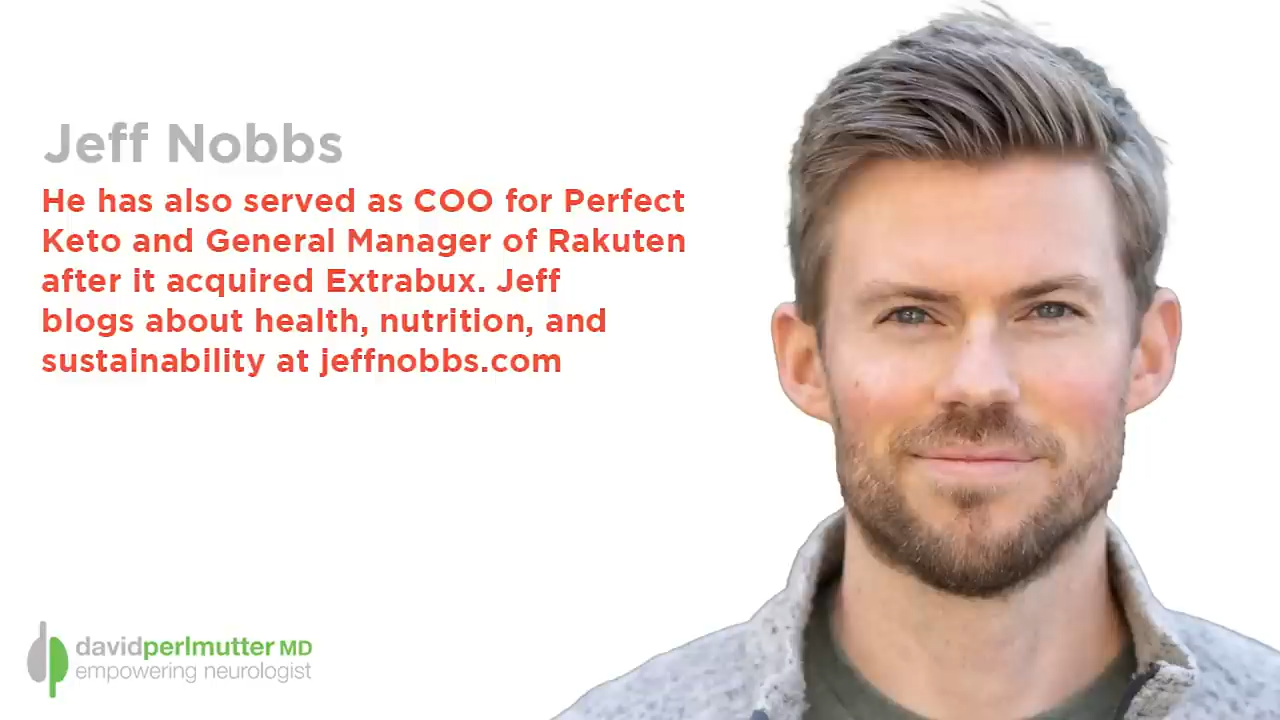 Jeff Nobbs
He has also served as COO for Perfect
Keto and General Manager of Rakuten
after it acquired Extrabux. Jeff
blogs about health, nutrition, and
sustainability at jeffnobbs.com
davidperlmutter MD
empowering neurologist